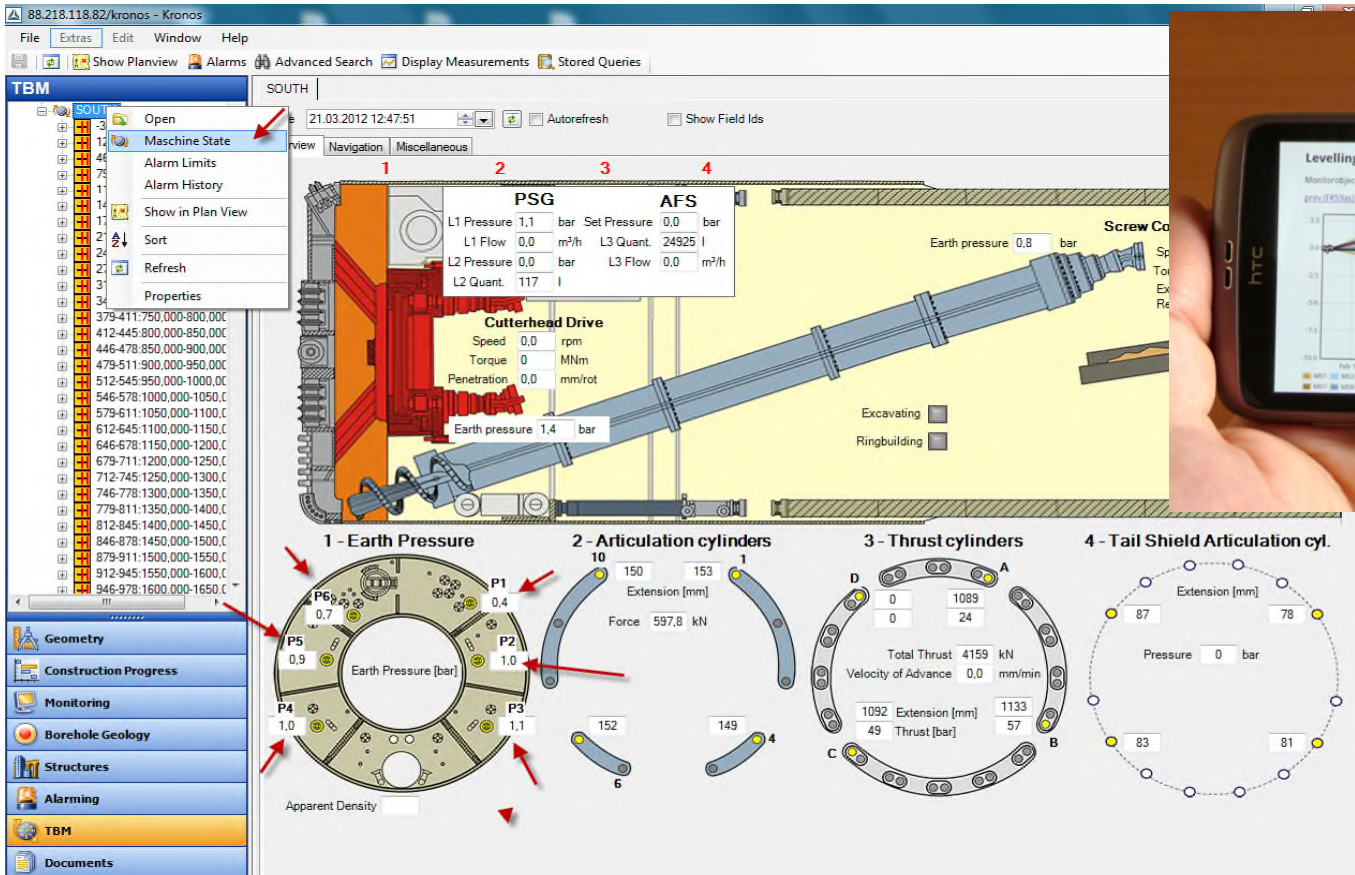 88.218.118.82/kronos - Kronos
File Extras Edit Window Help
Show Planview Alarms Advanced Search Display Measurements Stored Queries
TBM
SOUTH
Open
Maschine State
Alarm Limits
Alarm History
Show in Plan View
Sort
Refresh
Properties
379-411:750,000-800,000
412-445:800,000-850,000
446-478:850,000-900,000
479-511:900,000-950,000
512-545:950,000-1000,00
546-578:1000,000-1050,
579-611:1050,000-1100,
612-645:1100,000-1150,
646-678:1150,000-1200,
679-711:1200,000-1250,
712-745:1250,000-1300,
746-778:1300,000-1350,
779-811:1350,000-1400,
812-845:1400,000-1450,
846-878:1450,000-1500,
879-911:1500,000-1550,
912-945:1550,000-1600,
946-978:1600,000-1650,
Geometry
Construction Progress
Monitoring
Borehole Geology
Structures
Alarming
TBM
Documents
SOUTH
21.03.2012 12:47:51 Autorefresh Show Field Ids
Navigation Miscellaneous
1 2 3 4
PSG AFS
L1 Pressure 1,1 bar Set Pressure 0,0 bar
L1 Flow 0,0 m³/h L3 Quant. 24925 l
L2 Pressure 0,0 bar L3 Flow 0,0 m³/h
L2 Quant. 117 l
Cutterhead Drive
Speed 0,0 rpm
Torque 0 MNm
Penetration 0,0 mm/rot
Earth pressure 1,4 bar
Earth pressure 0,8 bar
Screw Co
Sp
To
Ex
Re
Excavating
Ringbuilding
1 - Earth Pressure
P1
0,4
P6
0,7
P5
0,9
P2
1,0
Earth Pressure [bar]
P4
1,0
P3
1,1
Apparent Density
2 - Articulation cylinders
10 150 153 1
Extension [mm]
Force 597,8 kN
152 149 4
6
3 - Thrust cylinders
A
D
0 1089
0 24
Total Thrust 4159 kN
Velocity of Advance 0,0 mm/min
1092 Extension [mm] 1133
49 Thrust [bar] 57
C B
4 - Tail Shield Articulation cyl.
Extension [mm]
87 78
Pressure 0 bar
83 81
hTC
Levelling
Monitorobjec